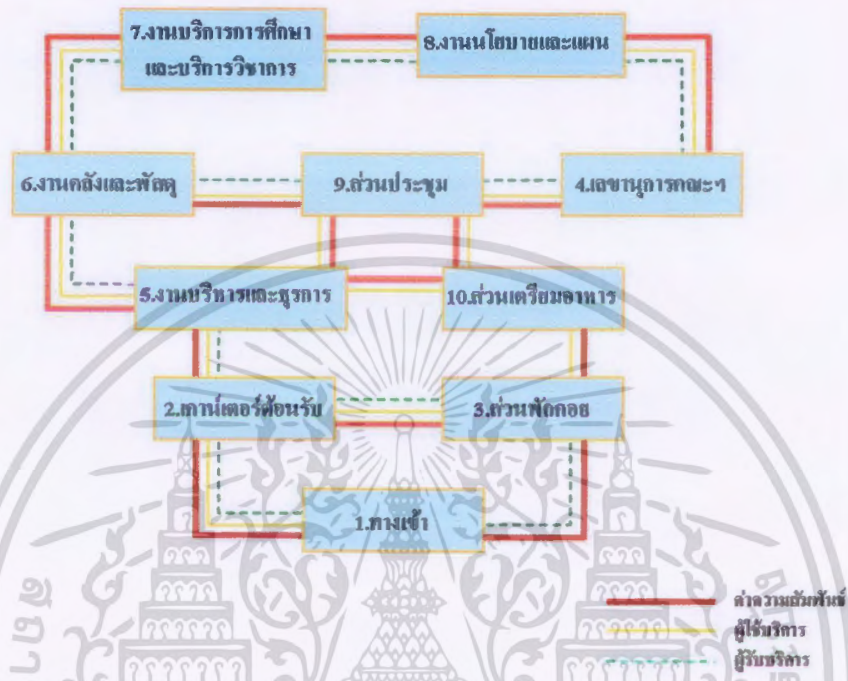 7.งานบริการการศึกษา
และบริการวิชาการ
8.งานนโยบายและแผน
6.งานคลังและพัสดุ
9.ส่วนประชุม
4.เลขานุการคณะฯ
5.งานบริหารและธุรการ
10.ส่วนเตรียมอาหาร
2.เคาน์เตอร์ต้อนรับ
3.ส่วนพักคอย
1.ทางเข้า
ค่าความสัมพันธ์
ผู้ใช้บริการ
ผู้รับบริการ